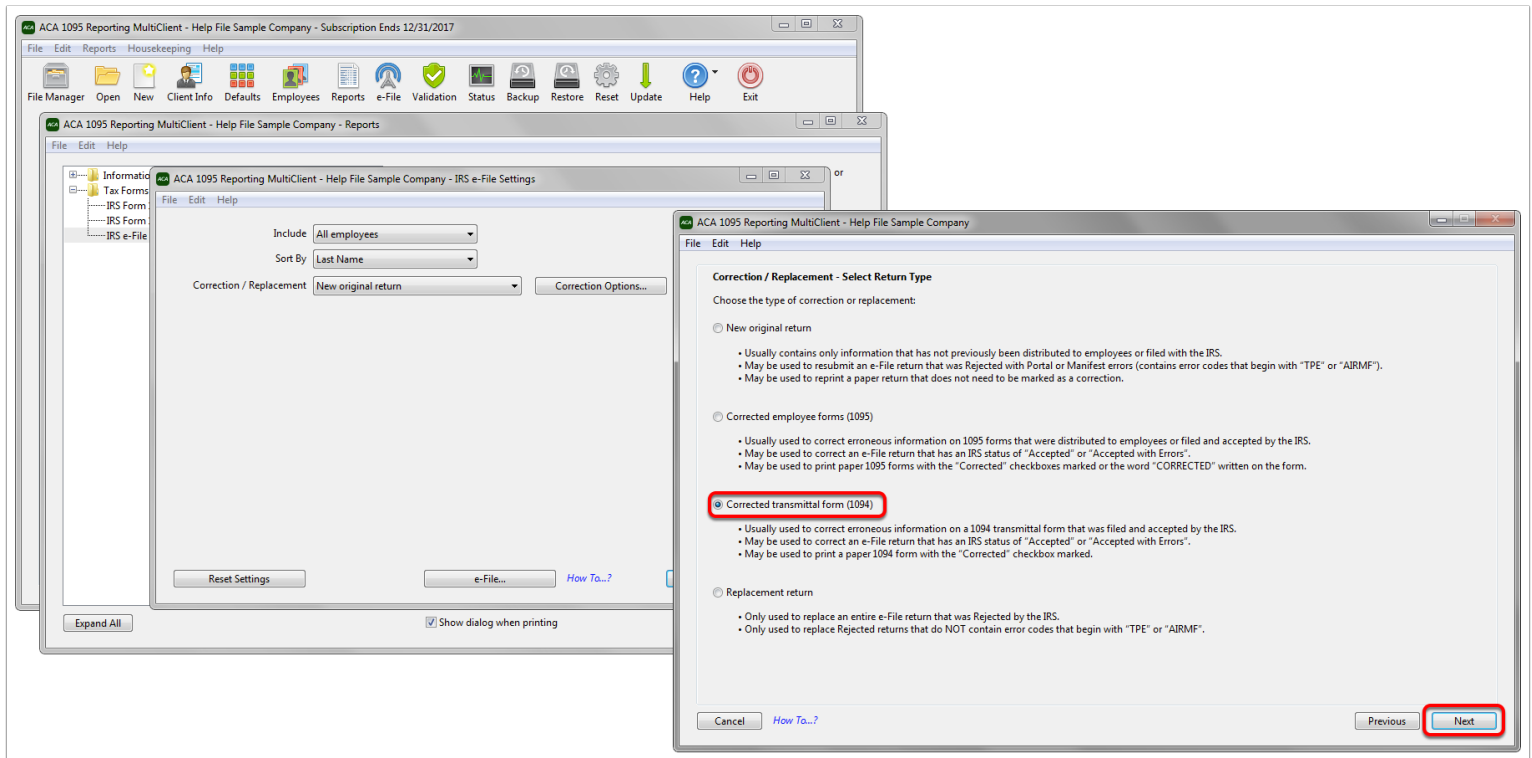 ACA 1095 Reporting MultiClient - Help File Sample Company - Subscription Ends 12/31/2017
File Edit Reports Housekeeping Help
File Manager Open New Client Info Defaults Employees Reports e-File Validation Status Backup Restore Reset Update Help Exit
ACA 1095 Reporting MultiClient - Help File Sample Company - Reports
File Edit Help
Informatio
Tax Forms
IRS Form
IRS Form
IRS e-File
or
Expand All
Show dialog when printing
ACA 1095 Reporting MultiClient - Help File Sample Company - IRS e-File Settings
File Edit Help
Include All employees
Sort By Last Name
Correction / Replacement New original return Correction Options...
Reset Settings e-File... How To...?
ACA 1095 Reporting MultiClient - Help File Sample Company
File Edit Help
Correction / Replacement - Select Return Type
Choose the type of correction or replacement:
New original return
• Usually contains only information that has not previously been distributed to employees or filed with the IRS.
• May be used to resubmit an e-File return that was Rejected with Portal or Manifest errors (contains error codes that begin with “TPE” or “AIRMF”).
• May be used to reprint a paper return that does not need to be marked as a correction.
Corrected employee forms (1095)
• Usually used to correct erroneous information on 1095 forms that were distributed to employees or filed and accepted by the IRS.
• May be used to correct an e-File return that has an IRS status of “Accepted” or “Accepted with Errors”.
• May be used to print paper 1095 forms with the “Corrected” checkboxes marked or the word “CORRECTED” written on the form.
Corrected transmittal form (1094)
• Usually used to correct erroneous information on a 1094 transmittal form that was filed and accepted by the IRS.
• May be used to correct an e-File return that has an IRS status of “Accepted” or “Accepted with Errors”.
• May be used to print a paper 1094 form with the “Corrected” checkbox marked.
Replacement return
• Only used to replace an entire e-File return that was Rejected by the IRS.
• Only used to replace Rejected returns that do NOT contain error codes that begin with “TPE” or “AIRMF”.
Cancel How To...? Previous Next